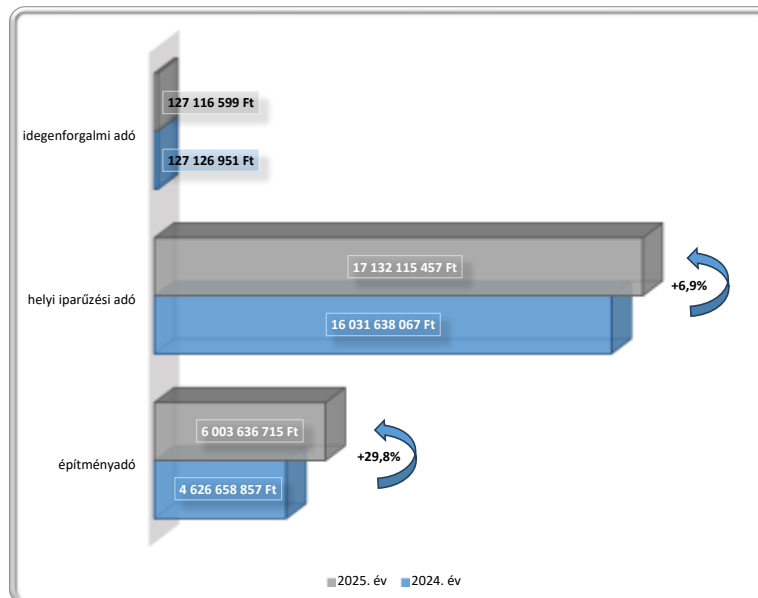 127 116 599 Ft
idegenforgalmi adó
127 126 951 Ft
17 132 115 457 Ft
+6,9%
helyi iparűzési adó
16 031 638 067 Ft
6 003 636 715 Ft
+29,8%
építményadó
4 626 658 857 Ft
2025. év 2024. év